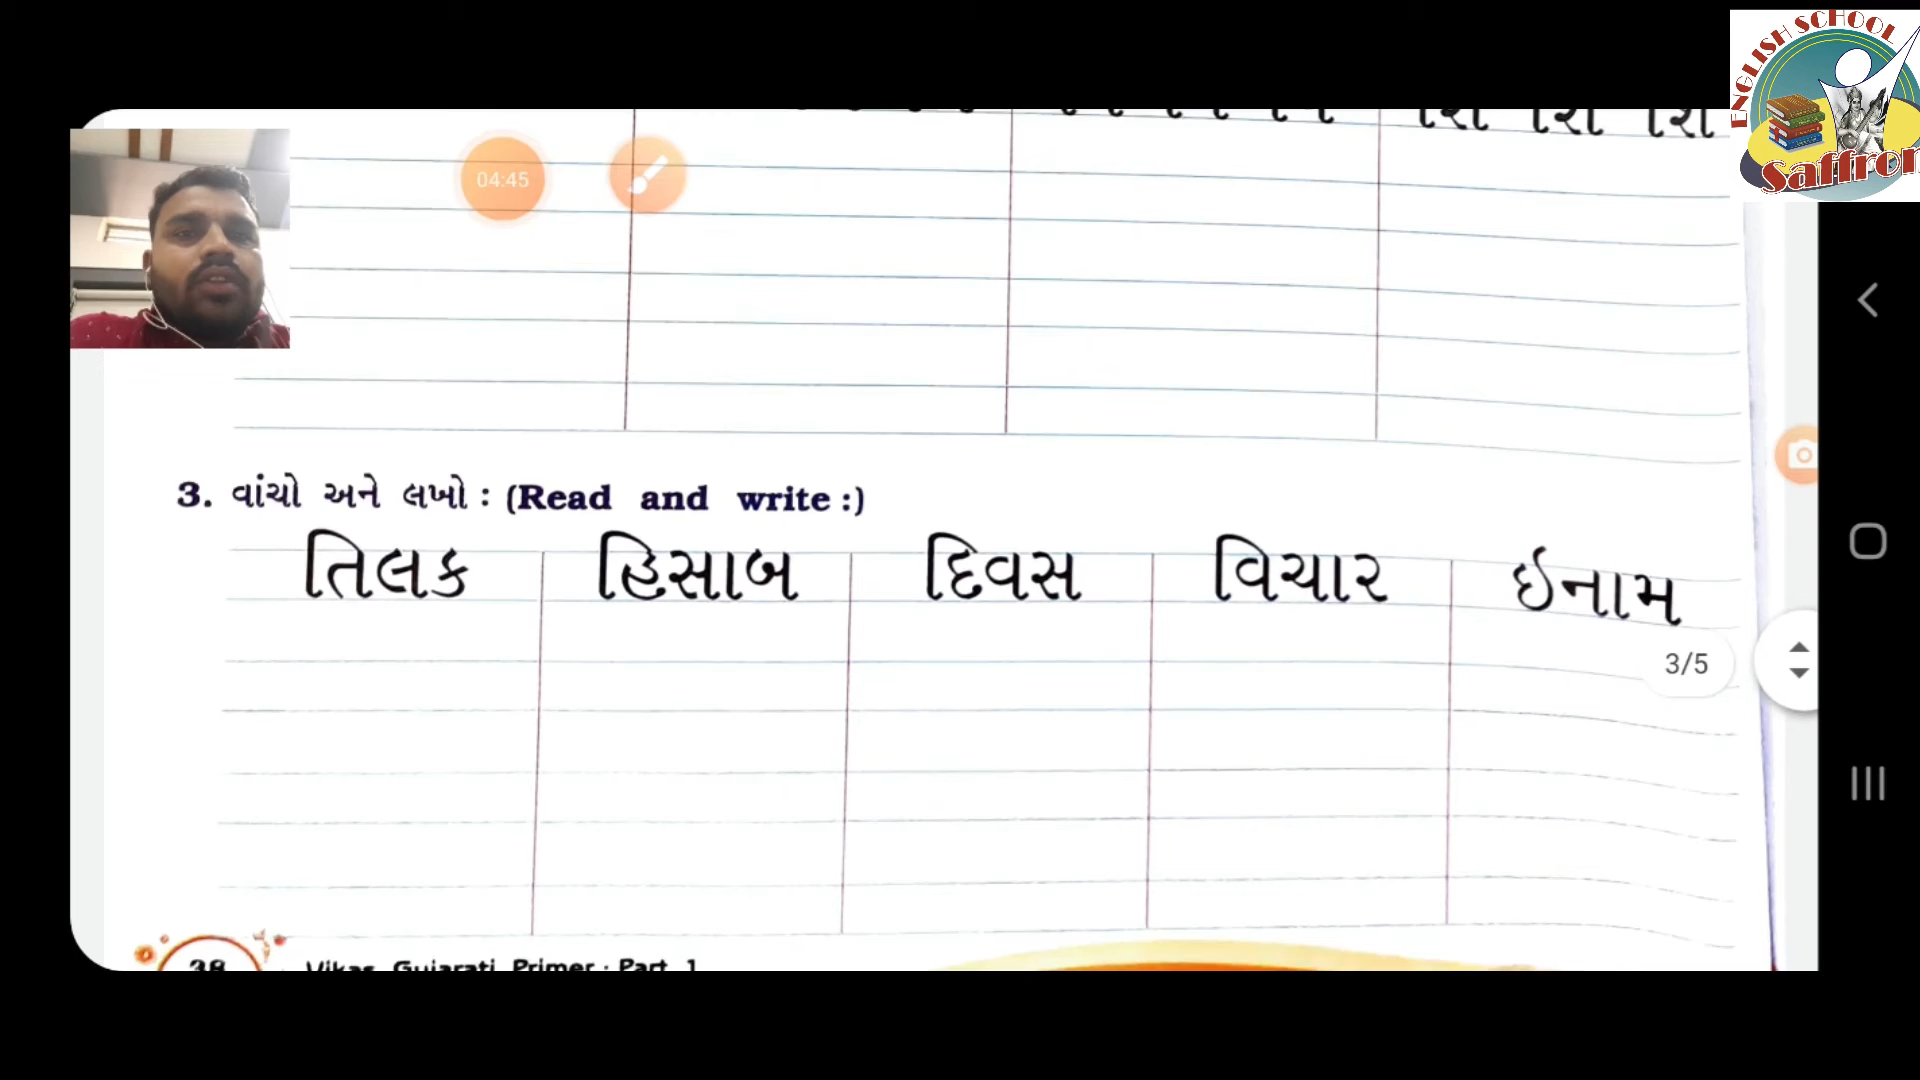 ENGLISH SCHOOL
Saffron
04:45
3. વાંચો અને લખો : (Read and write :)
તિલક હિસાબ દિવસ વિચાર ઇનામ
3/5
38 Vikas Gujarati Primer : Part 1